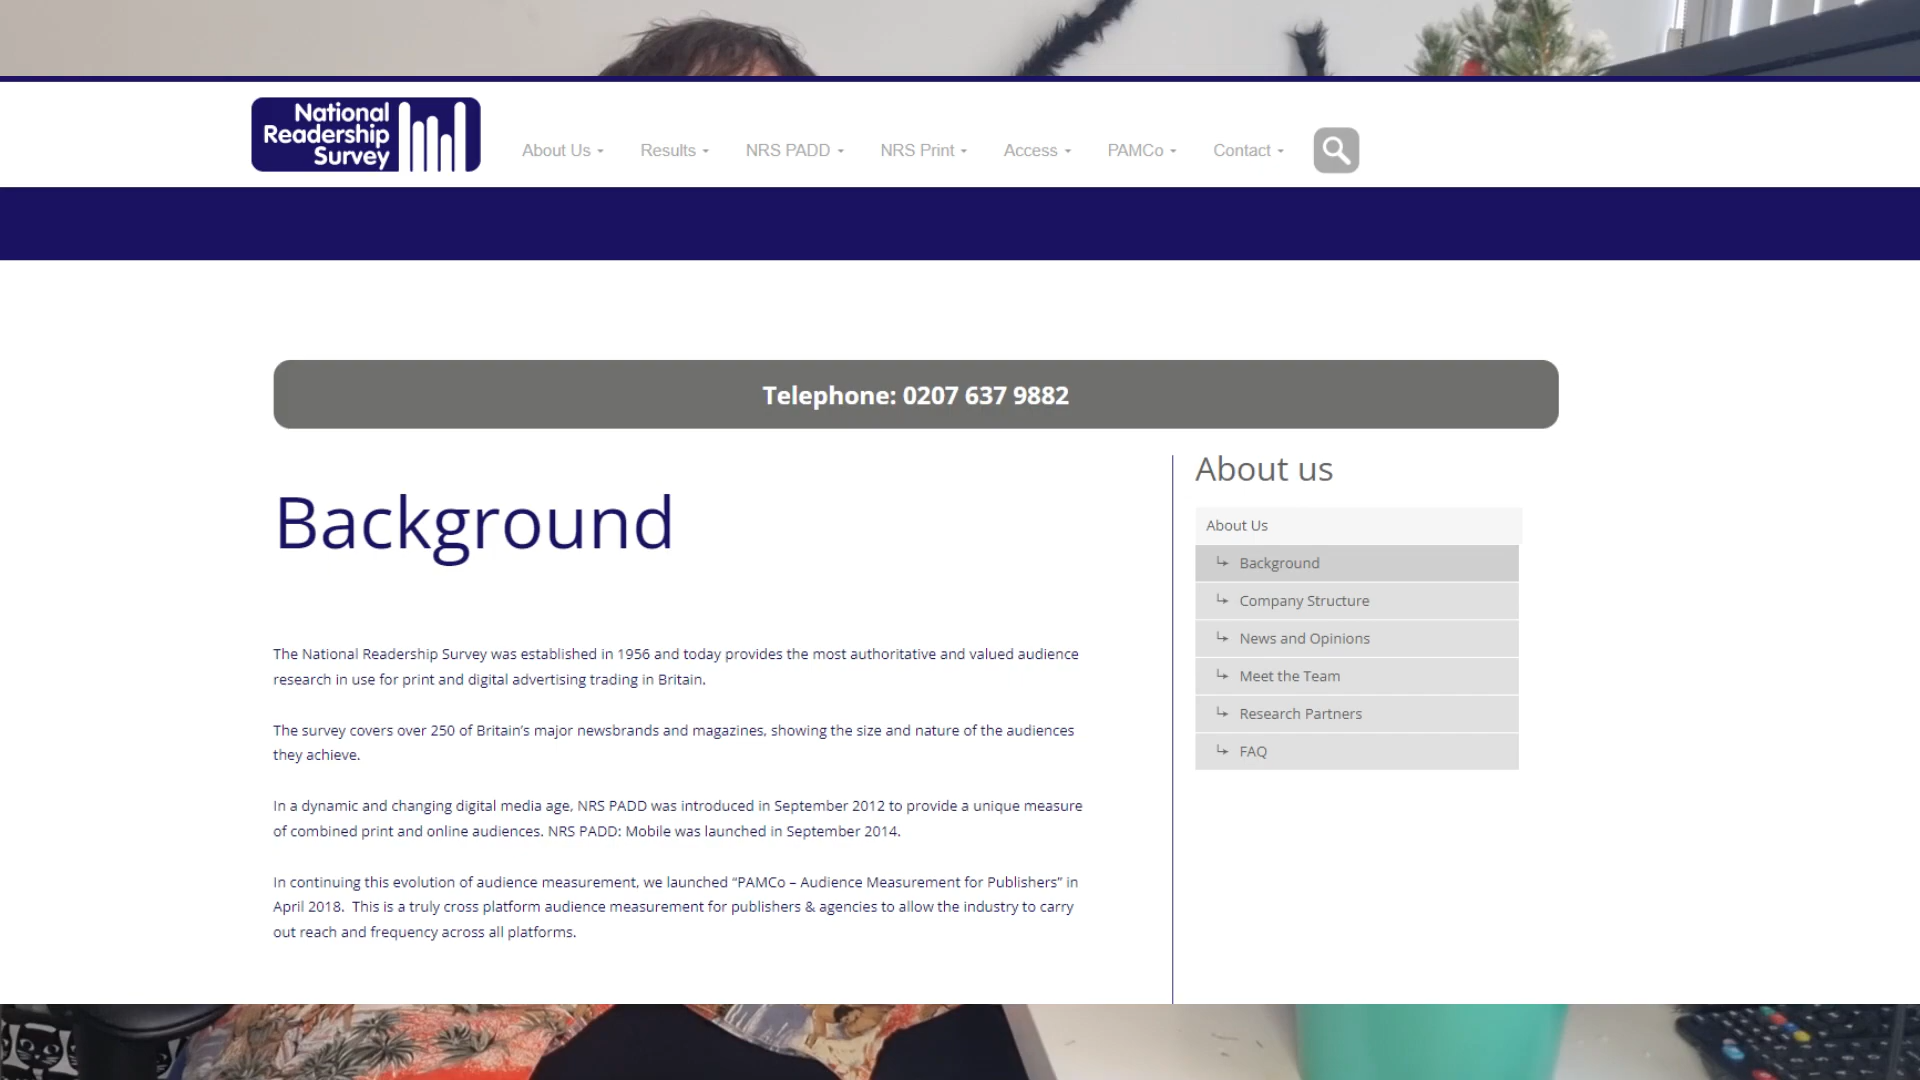 National
Readership
Survey
About Us
Results
NRS PADD
NRS Print
Access
PAMCo
Contact
Telephone: 0207 637 9882
Background
The National Readership Survey was established in 1956 and today provides the most authoritative and valued audience
research in use for print and digital advertising trading in Britain.
The survey covers over 250 of Britain’s major newsbrands and magazines, showing the size and nature of the audiences
they achieve.
In a dynamic and changing digital media age, NRS PADD was introduced in September 2012 to provide a unique measure
of combined print and online audiences. NRS PADD: Mobile was launched in September 2014.
In continuing this evolution of audience measurement, we launched “PAMCo – Audience Measurement for Publishers” in
April 2018.  This is a truly cross platform audience measurement for publishers & agencies to allow the industry to carry
out reach and frequency across all platforms.
About us
About Us
Background
Company Structure
News and Opinions
Meet the Team
Research Partners
FAQ